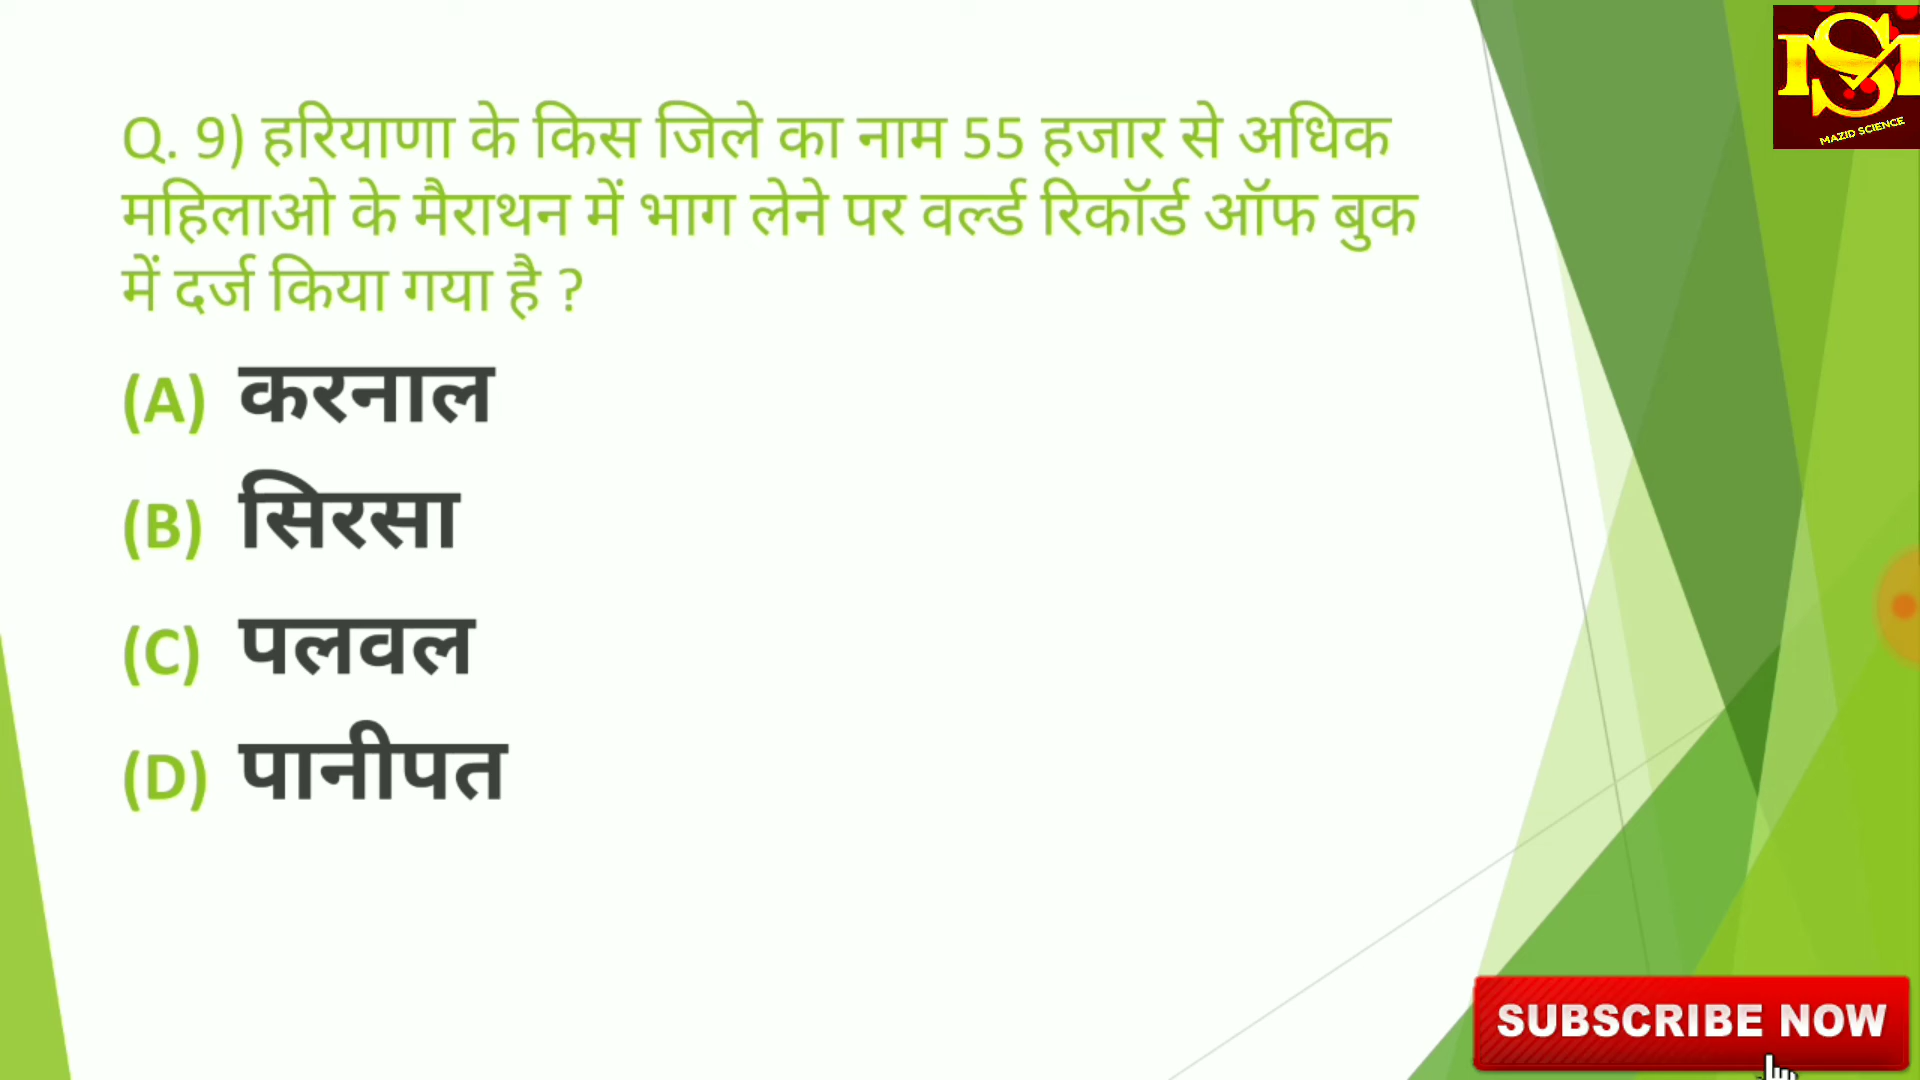 MAZID SCIENCE
Q. 9) हरियाणा के किस जिले का नाम 55 हजार से अधिक
महिलाओ के मैराथन में भाग लेने पर वर्ल्ड रिकॉर्ड ऑफ बुक
में दर्ज किया गया है ?
(A) करनाल
(B) सिरसा
(C) पलवल
(D) पानीपत
SUBSCRIBE NOW